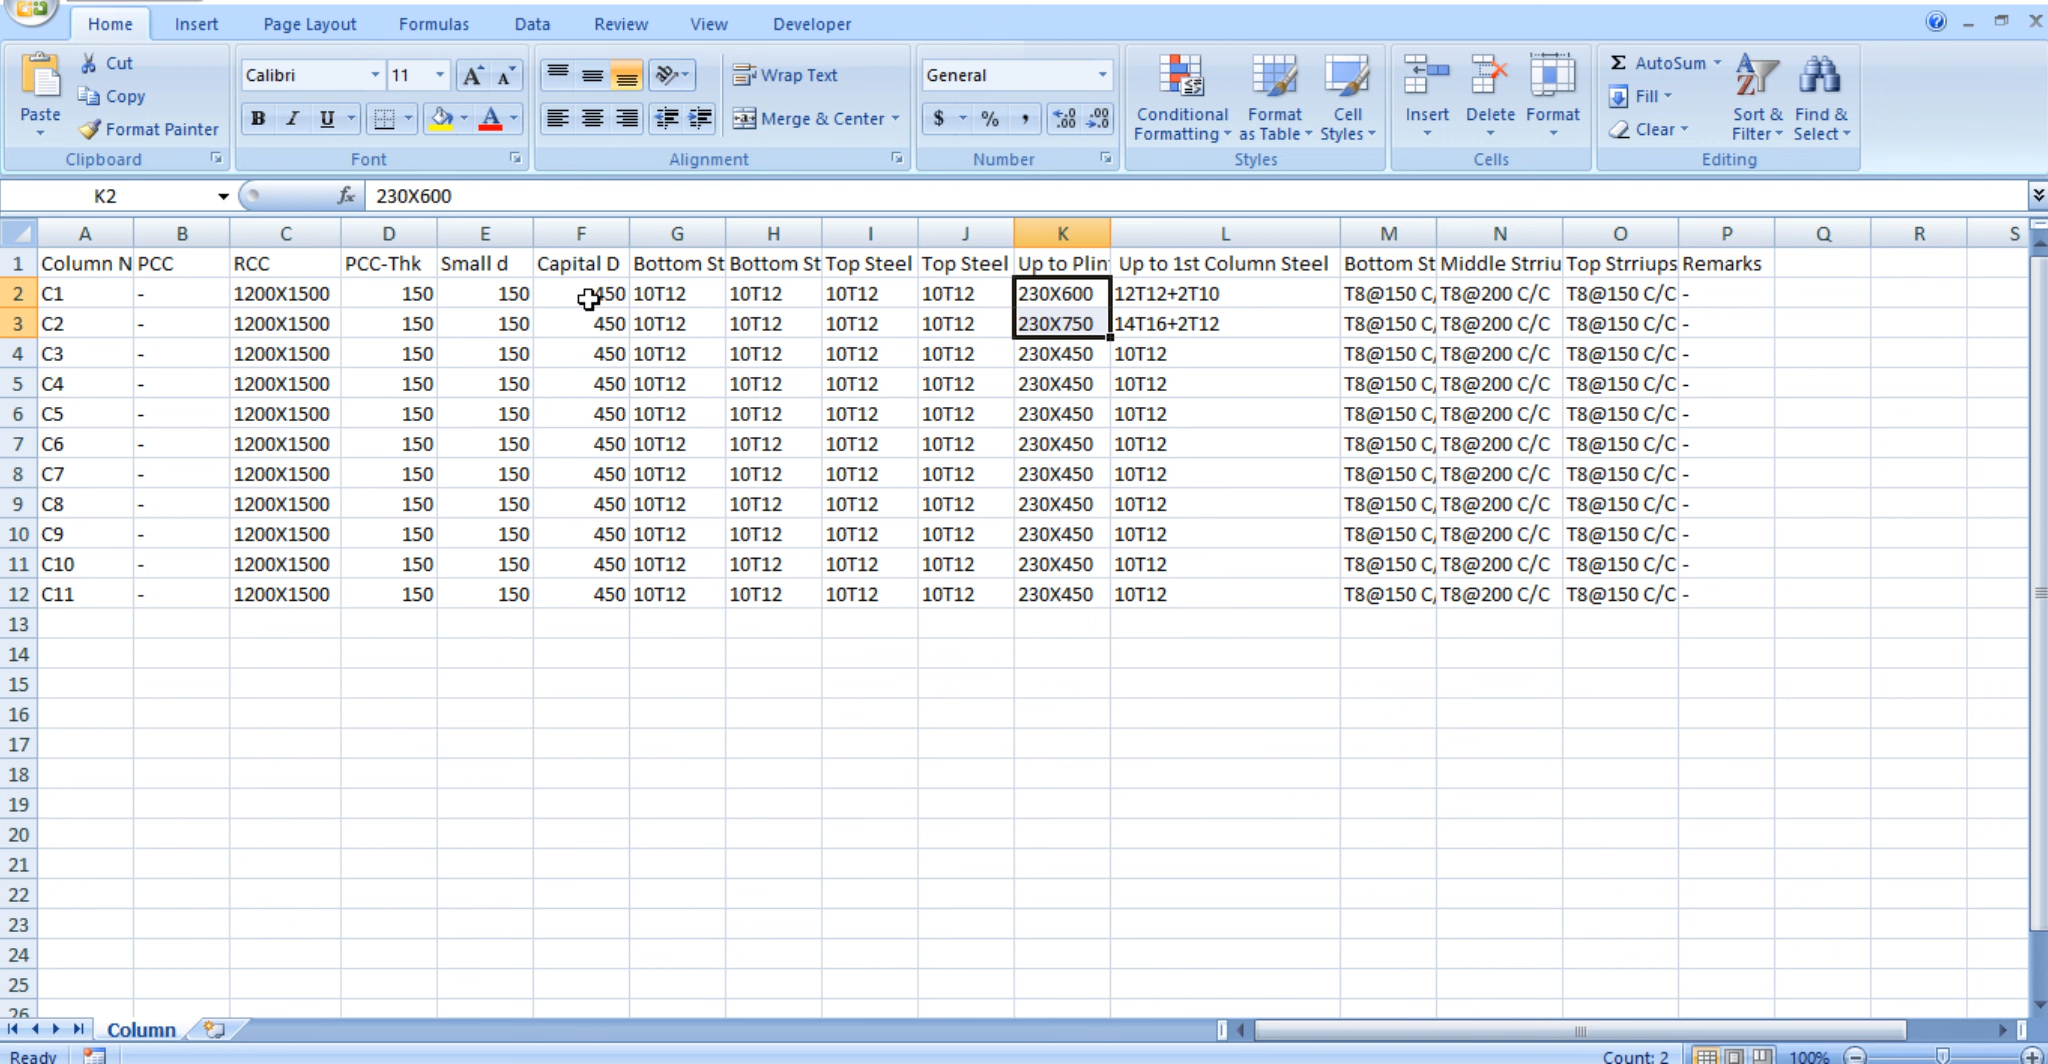 Home Insert Page Layout Formulas Data Review View Developer
Cut
Copy
Format Painter
Paste
Clipboard
Calibri 11
B I U
Font
Wrap Text
Merge & Center
Alignment
General
$ % ,
Number
Conditional Formatting
Format as Table
Cell Styles
Styles
Insert Delete Format
Cells
Σ AutoSum
Fill
Clear
Sort & Filter
Find & Select
Editing
K2 fx 230X600
A B C D E F G H I J K L M N O P Q R S
1 Column N PCC RCC PCC-Thk Small d Capital D Bottom St Bottom St Top Steel Top Steel Up to Plin Up to 1st Column Steel Bottom St Middle Strriu Top Strriups Remarks
2 C1 - 1200X1500 150 150 450 10T12 10T12 10T12 10T12 230X600 12T12+2T10 T8@150 C/ T8@200 C/C T8@150 C/C -
3 C2 - 1200X1500 150 150 450 10T12 10T12 10T12 10T12 230X750 14T16+2T12 T8@150 C/ T8@200 C/C T8@150 C/C -
4 C3 - 1200X1500 150 150 450 10T12 10T12 10T12 10T12 230X450 10T12 T8@150 C/ T8@200 C/C T8@150 C/C -
5 C4 - 1200X1500 150 150 450 10T12 10T12 10T12 10T12 230X450 10T12 T8@150 C/ T8@200 C/C T8@150 C/C -
6 C5 - 1200X1500 150 150 450 10T12 10T12 10T12 10T12 230X450 10T12 T8@150 C/ T8@200 C/C T8@150 C/C -
7 C6 - 1200X1500 150 150 450 10T12 10T12 10T12 10T12 230X450 10T12 T8@150 C/ T8@200 C/C T8@150 C/C -
8 C7 - 1200X1500 150 150 450 10T12 10T12 10T12 10T12 230X450 10T12 T8@150 C/ T8@200 C/C T8@150 C/C -
9 C8 - 1200X1500 150 150 450 10T12 10T12 10T12 10T12 230X450 10T12 T8@150 C/ T8@200 C/C T8@150 C/C -
10 C9 - 1200X1500 150 150 450 10T12 10T12 10T12 10T12 230X450 10T12 T8@150 C/ T8@200 C/C T8@150 C/C -
11 C10 - 1200X1500 150 150 450 10T12 10T12 10T12 10T12 230X450 10T12 T8@150 C/ T8@200 C/C T8@150 C/C -
12 C11 - 1200X1500 150 150 450 10T12 10T12 10T12 10T12 230X450 10T12 T8@150 C/ T8@200 C/C T8@150 C/C -
13
14
15
16
17
18
19
20
21
22
23
24
25
26
Column
Ready Count: 2 100%